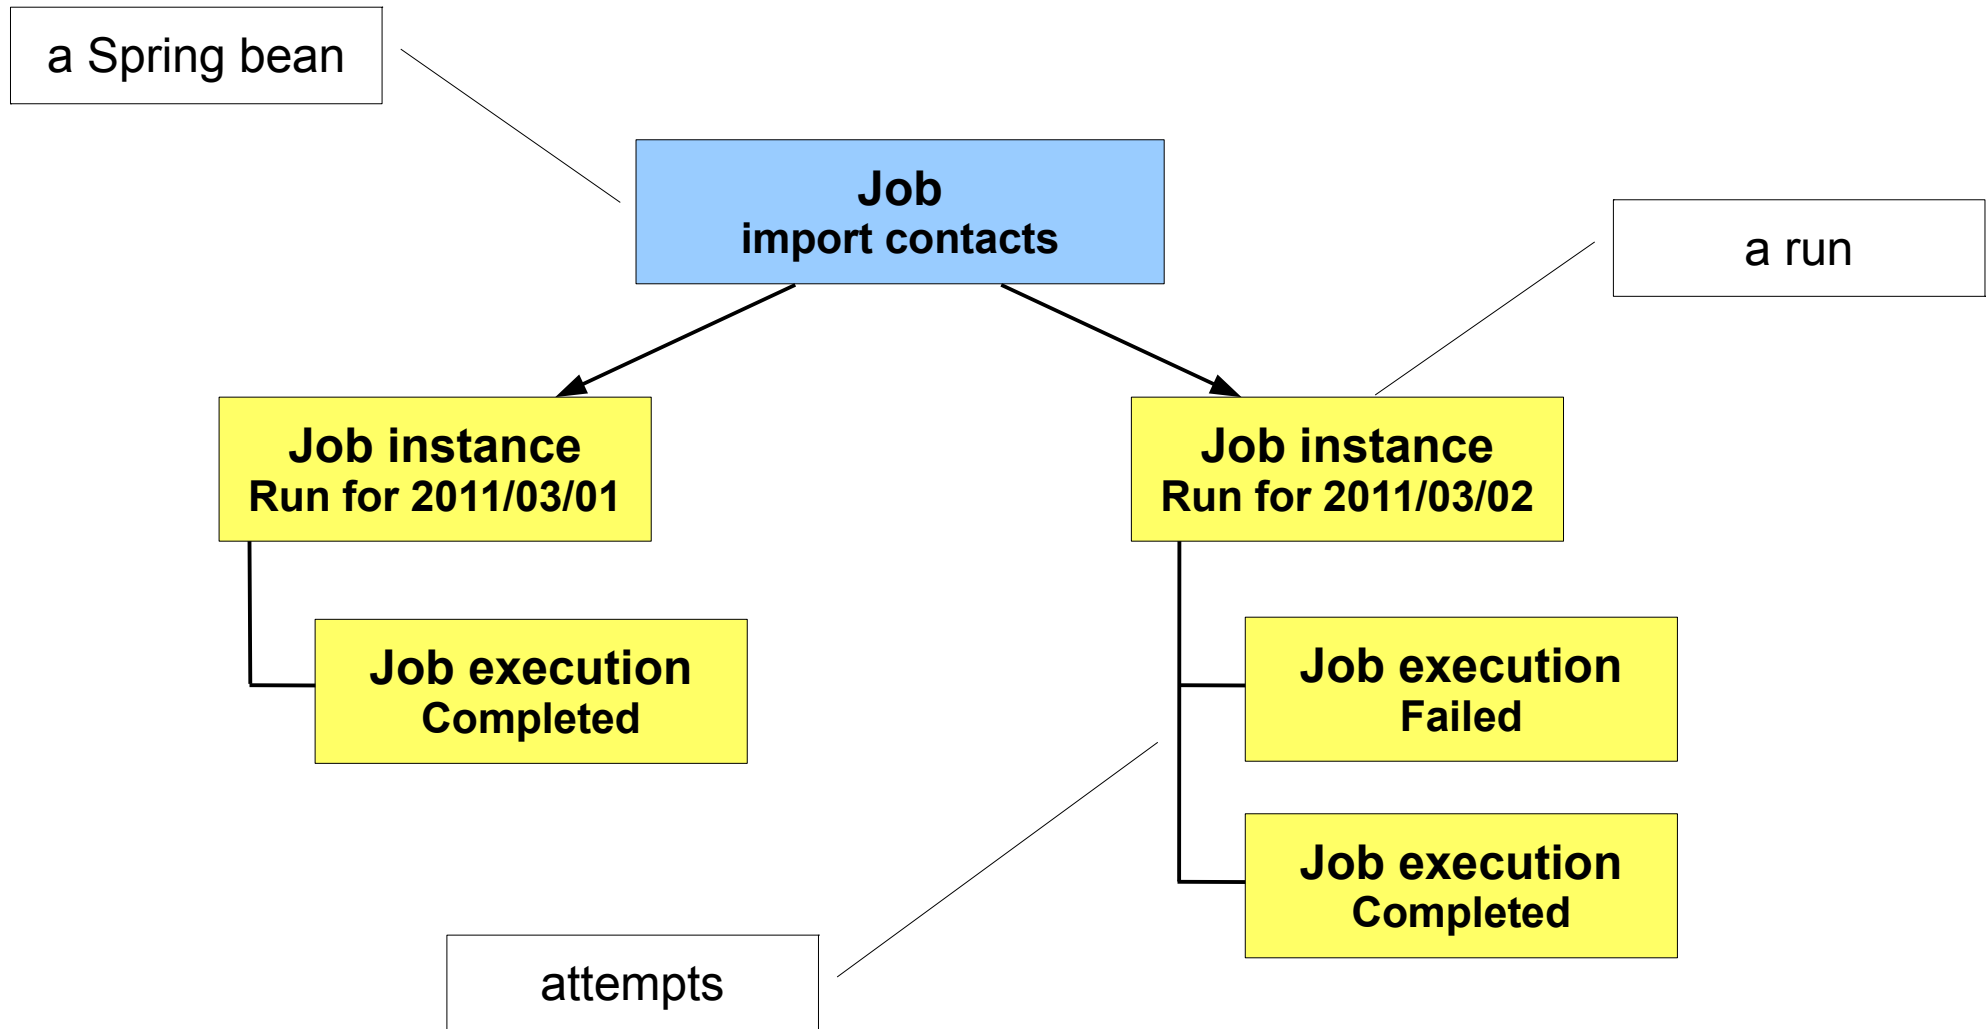 a Spring bean
Job
import contacts
a run
Job instance
Run for 2011/03/01
Job instance
Run for 2011/03/02
Job execution
Completed
Job execution
Failed
Job execution
Completed
attempts